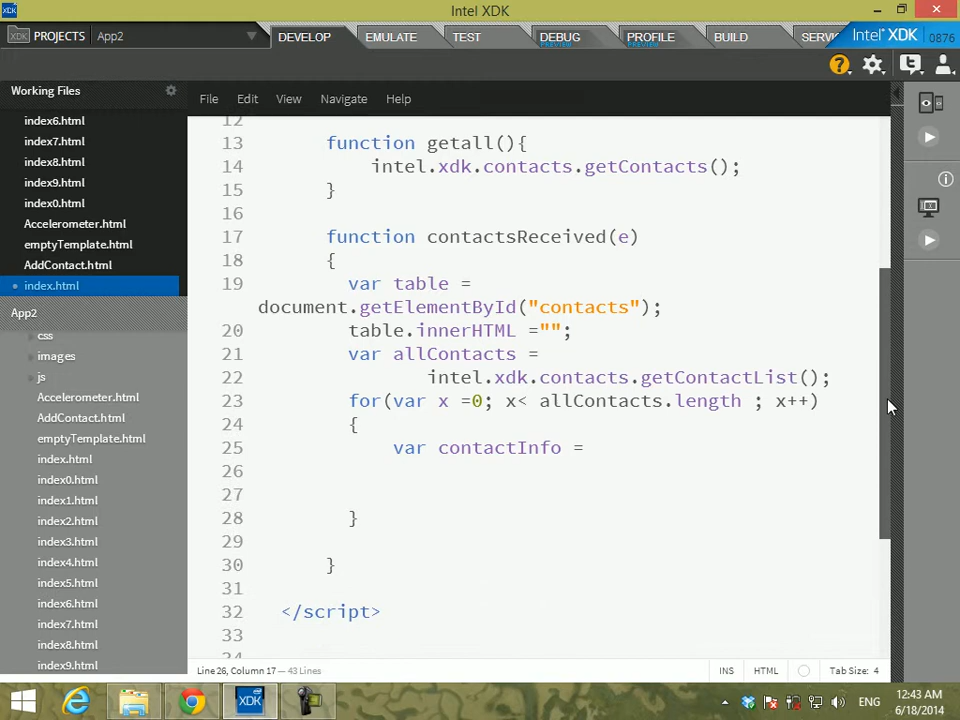 Intel XDK
PROJECTS App2
DEVELOP EMULATE TEST DEBUG PREVIEW PROFILE PREVIEW BUILD SERV Intel XDK 0876
Working Files
File Edit View Navigate Help
index6.html
index7.html
index8.html
index9.html
index0.html
Accelerometer.html
emptyTemplate.html
AddContact.html
index.html
App2
css
images
js
Accelerometer.html
AddContact.html
emptyTemplate.html
index.html
index0.html
index1.html
index2.html
index3.html
index4.html
index5.html
index6.html
index7.html
index8.html
index9.html
12
13 function getall(){
14 intel.xdk.contacts.getContacts();
15 }
16
17 function contactsReceived(e)
18 {
19 var table =
document.getElementById("contacts");
20 table.innerHTML ="";
21 var allContacts =
22 intel.xdk.contacts.getContactList();
23 for(var x =0; x< allContacts.length ; x++)
24 {
25 var contactInfo =
26
27
28 }
29
30 }
31
32 </script>
33
Line 26, Column 17 — 43 Lines
INS HTML Tab Size: 4
ENG 12:43 AM
6/18/2014